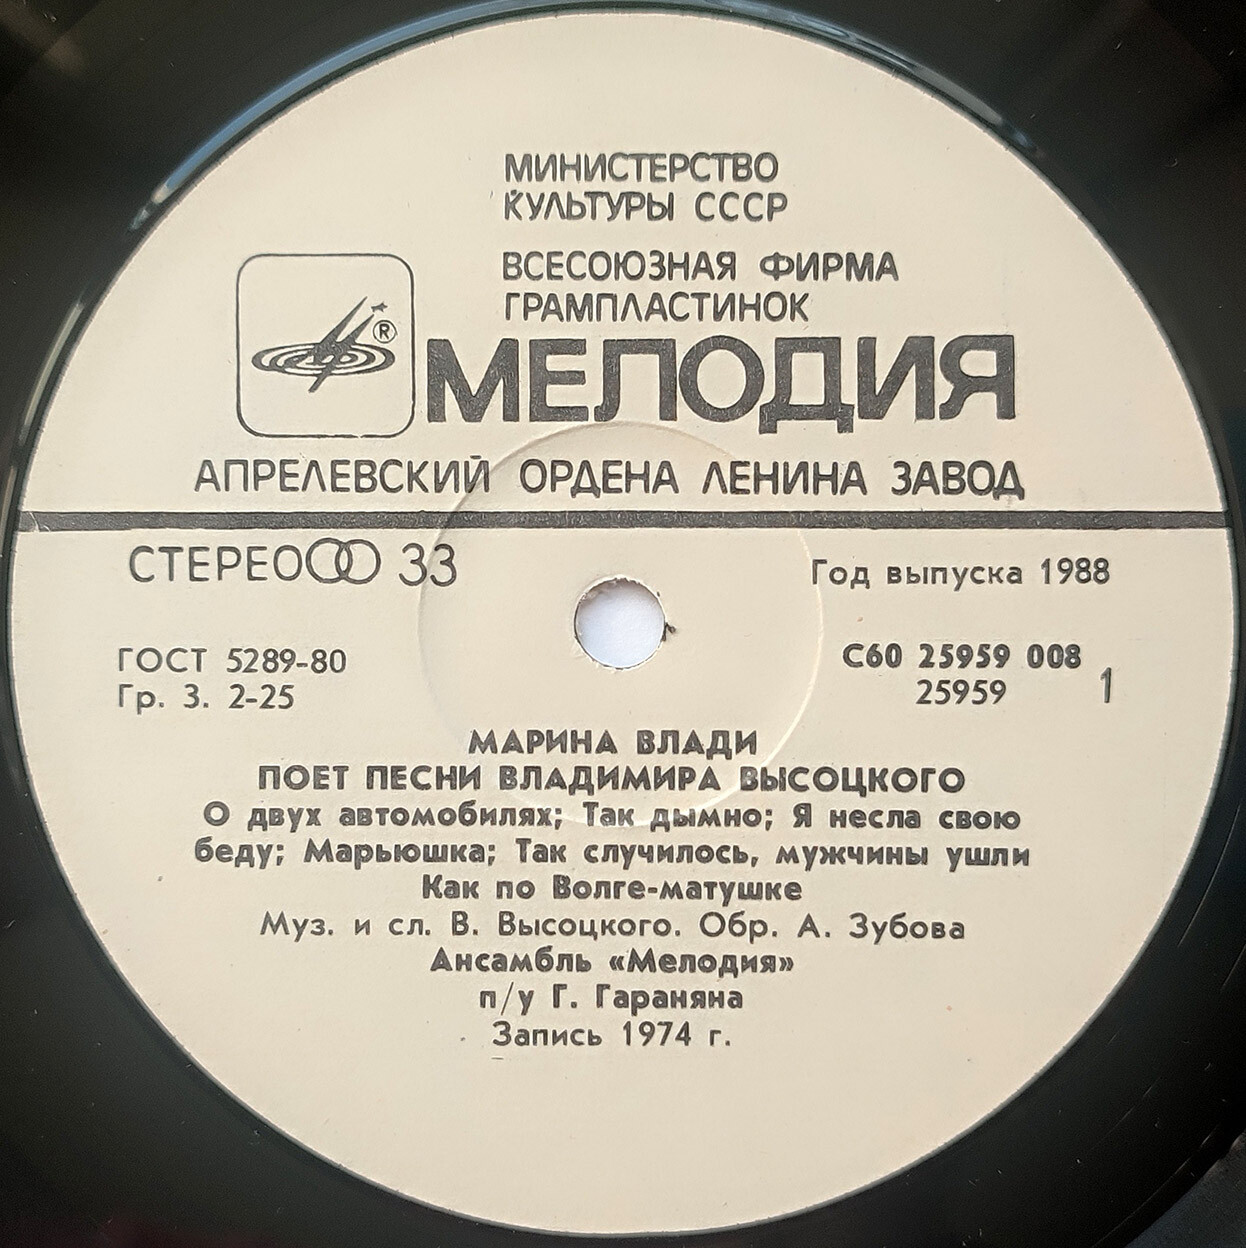 МИНИСТЕРСТВО
КУЛЬТУРЫ СССР
ВСЕСОЮЗНАЯ ФИРМА
ГРАМПЛАСТИНОК
®
МЕЛОДИЯ
АПРЕЛЕВСКИЙ ОРДЕНА ЛЕНИНА ЗАВОД
СТЕРЕО 33
Год выпуска 1988
ГОСТ 5289-80
Гр. 3. 2-25
С60 25959 008
25959 1
МАРИНА ВЛАДИ
ПОЕТ ПЕСНИ ВЛАДИМИРА ВЫСОЦКОГО
О двух автомобилях; Так дымно; Я несла свою
беду; Марьюшка; Так случилось, мужчины ушли
Как по Волге-матушке
Муз. и сл. В. Высоцкого. Обр. А. Зубова
Ансамбль «Мелодия»
п/у Г. Гараняна
Запись 1974 г.